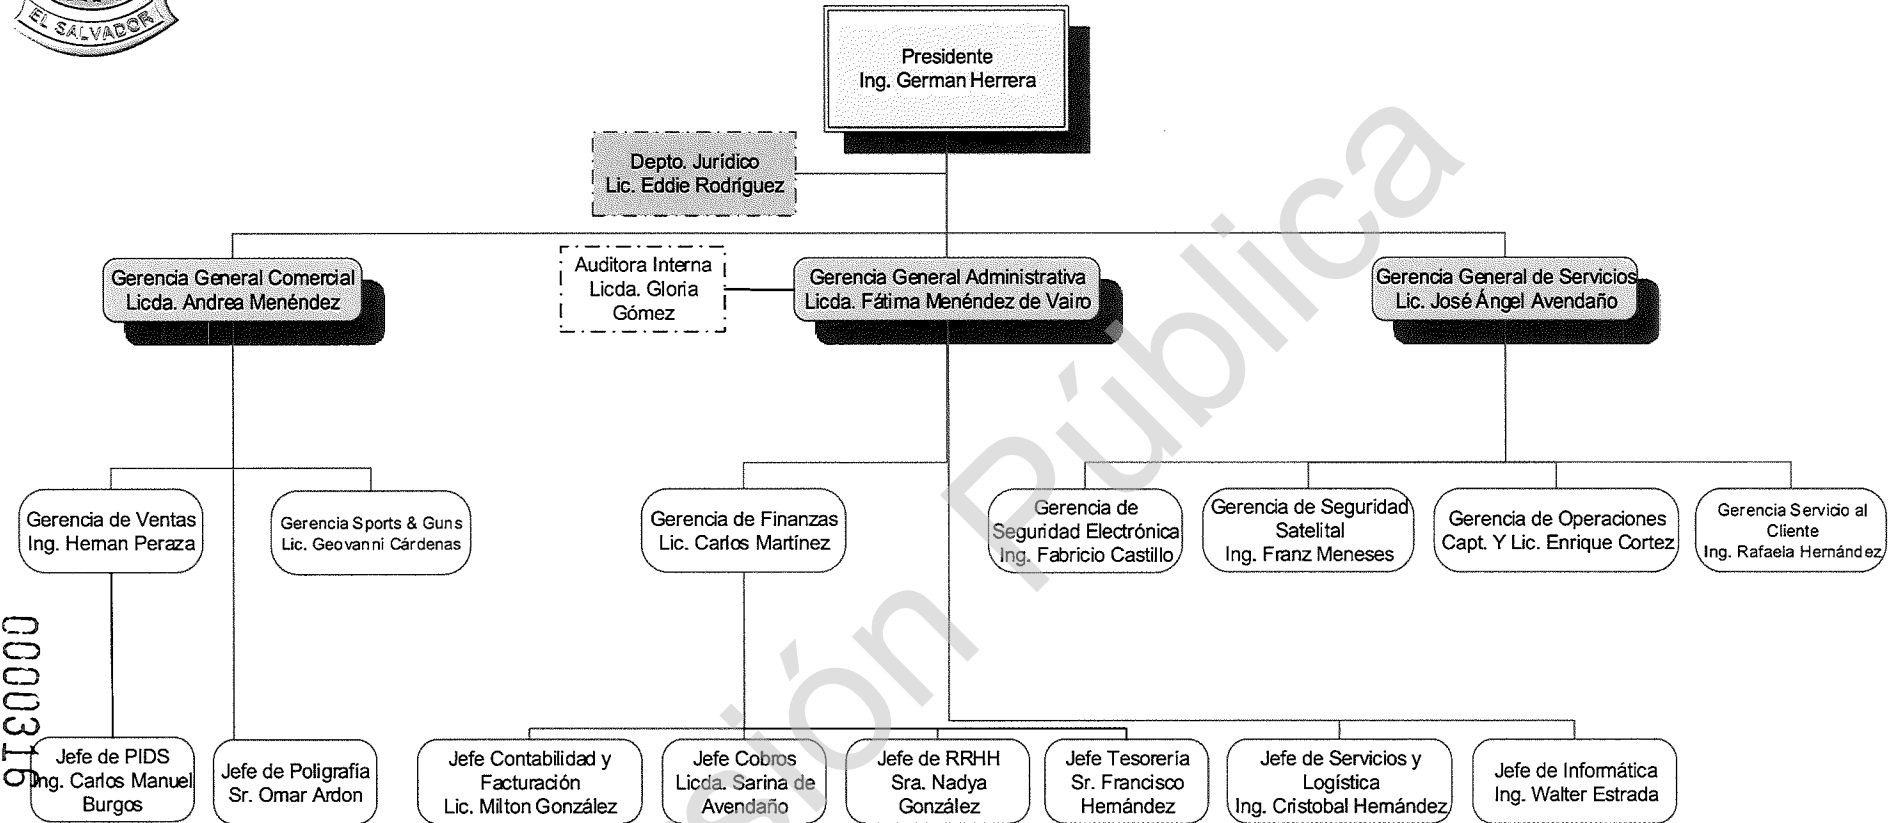 EL SALVADOR
Presidente
Ing. German Herrera
Depto. Jurídico
Lic. Eddie Rodríguez
Gerencia General Comercial
Licda. Andrea Menéndez
Auditora Interna
Licda. Gloria
Gómez
Gerencia General Administrativa
Licda. Fátima Menéndez de Vairo
Gerencia General de Servicios
Lic. José Ángel Avendaño
Gerencia de Ventas
Ing. Hernan Peraza
Gerencia Sports & Guns
Lic. Geovanni Cárdenas
Gerencia de Finanzas
Lic. Carlos Martínez
Gerencia de
Seguridad Electrónica
Ing. Fabricio Castillo
Gerencia de Seguridad
Satelital
Ing. Franz Meneses
Gerencia de Operaciones
Capt. Y Lic. Enrique Cortez
Gerencia Servicio al
Cliente
Ing. Rafaela Hernández
Jefe de PIDS
Ing. Carlos Manuel
Burgos
Jefe de Poligrafía
Sr. Omar Ardon
Jefe Contabilidad y
Facturación
Lic. Milton González
Jefe Cobros
Licda. Sarina de
Avendaño
Jefe de RRHH
Sra. Nadya
González
Jefe Tesorería
Sr. Francisco
Hernández
Jefe de Servicios y
Logística
Ing. Cristobal Hernández
Jefe de Informática
Ing. Walter Estrada
0000316
sión Pública